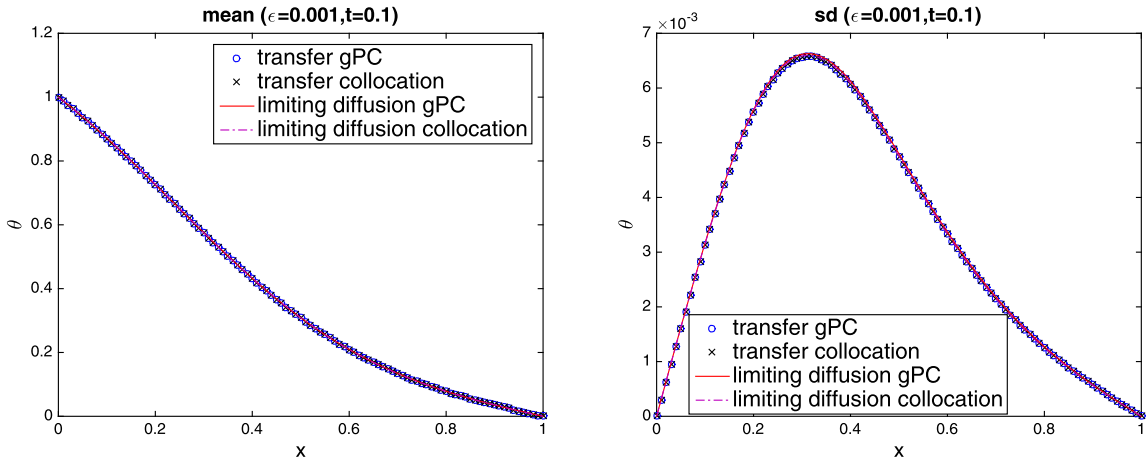 mean (ϵ=0.001,t=0.1)
1.2
1
0.8
0.6
0.4
0.2
0
θ
transfer gPC
transfer collocation
limiting diffusion gPC
limiting diffusion collocation
0 0.2 0.4 0.6 0.8 1
x
sd (ϵ=0.001,t=0.1)
×10⁻³
7
6
5
4
3
2
1
0
θ
transfer gPC
transfer collocation
limiting diffusion gPC
limiting diffusion collocation
0 0.2 0.4 0.6 0.8 1
x